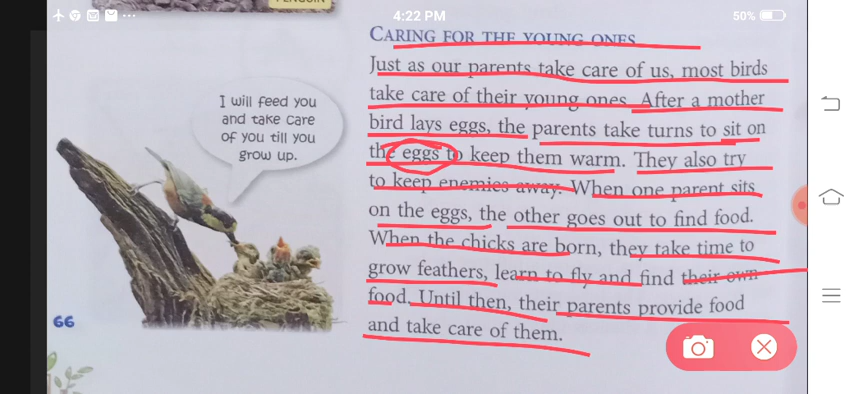 PENGUIN
4:22 PM
50%
CARING FOR THE YOUNG ONES
Just as our parents take care of us, most birds
take care of their young ones. After a mother
bird lays eggs, the parents take turns to sit on
the eggs to keep them warm. They also try
to keep enemies away. When one parent sits
on the eggs, the other goes out to find food.
When the chicks are born, they take time to
grow feathers, learn to fly and find their own
food. Until then, their parents provide food
and take care of them.
I will feed you
and take care
of you till you
grow up.
66